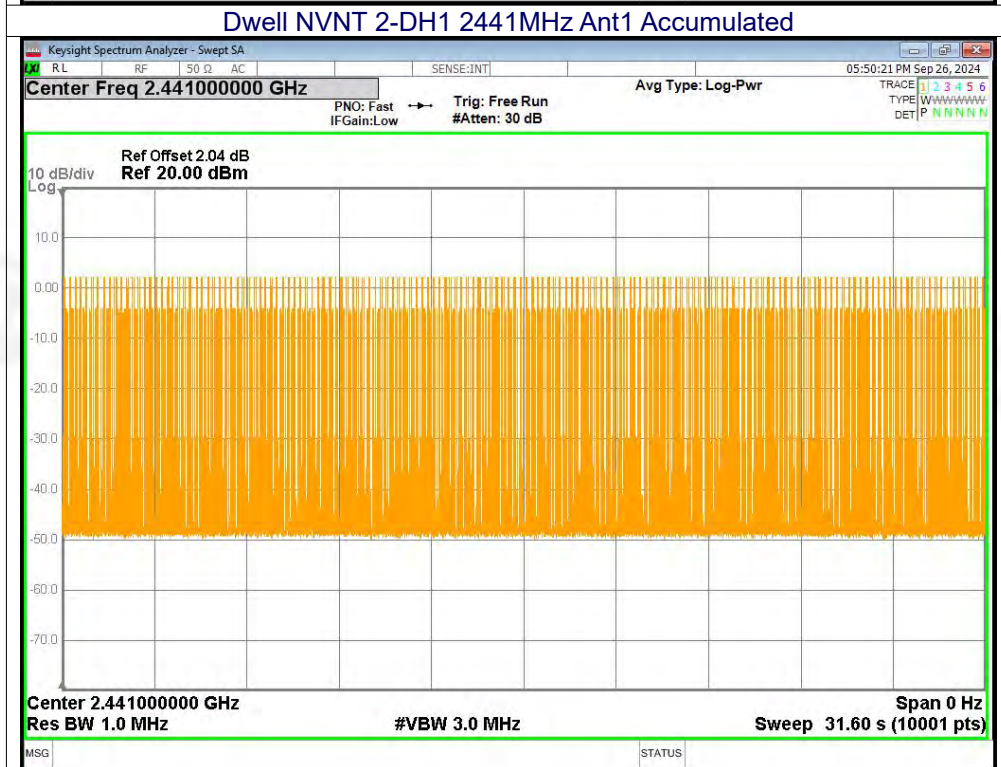 Dwell NVNT 2-DH1 2441MHz Ant1 Accumulated
Keysight Spectrum Analyzer - Swept SA
LXI RL RF 50 Ω AC SENSE:INT 05:50:21 PM Sep 26, 2024
Center Freq 2.441000000 GHz Avg Type: Log-Pwr TRACE 1 2 3 4 5 6
PNO: Fast Trig: Free Run TYPE WWWWWWW
IFGain:Low #Atten: 30 dB DET P N N N N N
Ref Offset 2.04 dB
10 dB/div Ref 20.00 dBm
Log
10.0
0.00
-10.0
-20.0
-30.0
-40.0
-50.0
-60.0
-70.0
Center 2.441000000 GHz Span 0 Hz
Res BW 1.0 MHz #VBW 3.0 MHz Sweep 31.60 s (10001 pts)
MSG STATUS